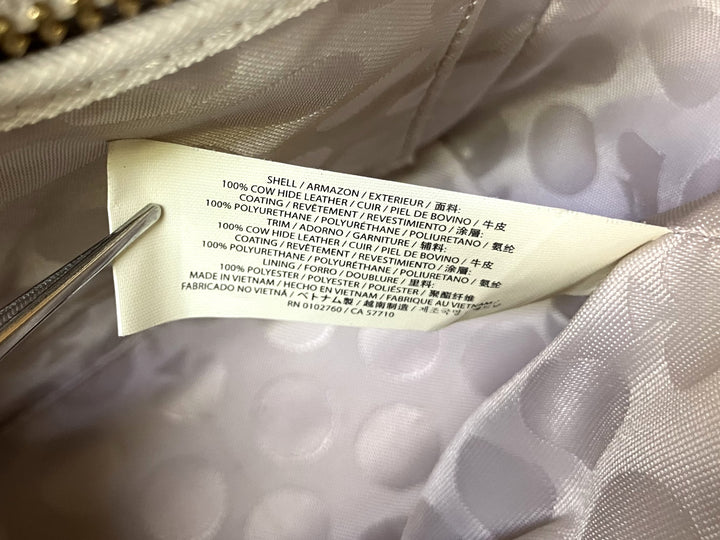 SHELL / ARMAZON / EXTERIEUR / 面料:
100% COW HIDE LEATHER / CUIR / PIEL DE BOVINO / 牛皮
COATING / REVÊTEMENT / REVESTIMIENTO / 涂層:
100% POLYURETHANE / POLYURÉTHANE / POLIURETANO / 氨纶
TRIM / ADORNO / GARNITURE / 辅料:
100% COW HIDE LEATHER / CUIR / PIEL DE BOVINO / 牛皮
COATING / REVÊTEMENT / REVESTIMIENTO / 涂層:
100% POLYURETHANE / POLYURÉTHANE / POLIURETANO / 氨纶
LINING / FORRO / DOUBLURE / 里料:
100% POLYESTER / POLYESTER / POLIÉSTER / 聚酯纤维
MADE IN VIETNAM / HECHO EN VIETNAM / FABRIQUE AU VIETNAM /
FABRICADO NO VIETNÃ / ベトナム製 / 越南制造 / 제조국명:
RN 0102760 / CA 57710